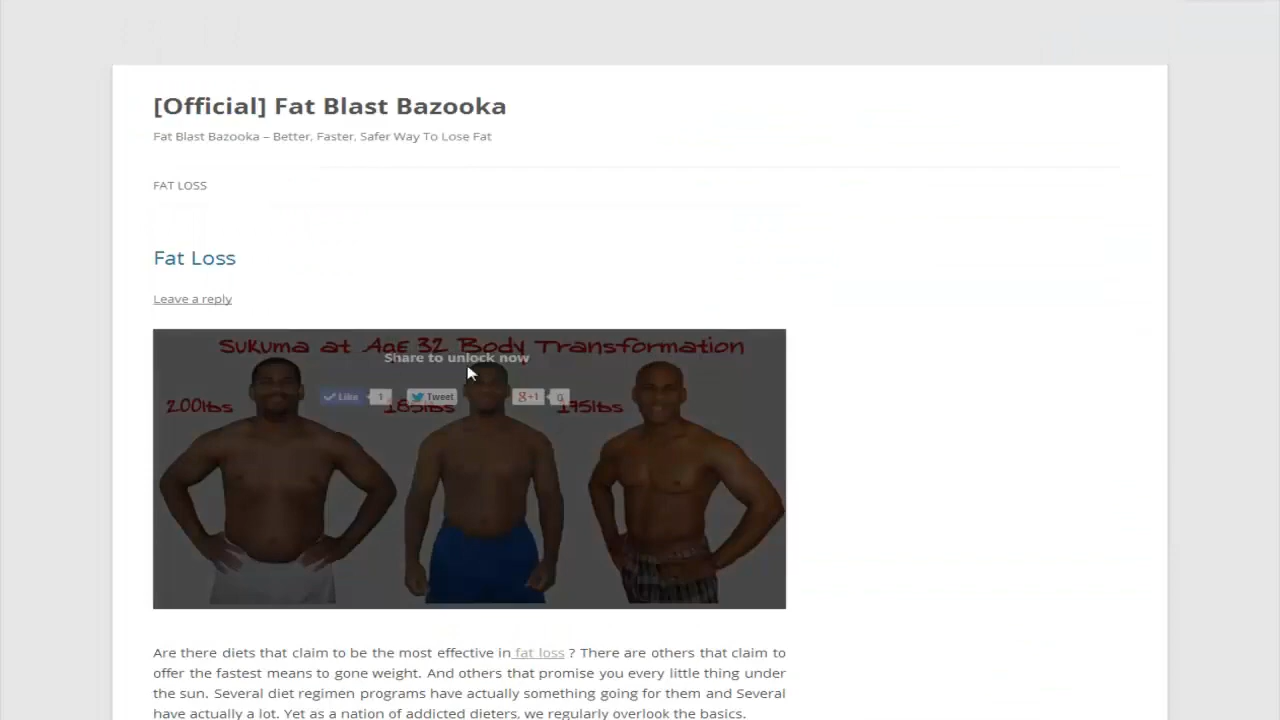 [Official] Fat Blast Bazooka
Fat Blast Bazooka – Better, Faster, Safer Way To Lose Fat
FAT LOSS
Fat Loss
Leave a reply
Sukuma at Age 32 Body Transformation
Share to unlock now
Like 1 Tweet g+1 0
200lbs 185lbs 175lbs
Are there diets that claim to be the most effective in fat loss ? There are others that claim to
offer the fastest means to gone weight. And others that promise you every little thing under
the sun. Several diet regimen programs have actually something going for them and Several
have actually a lot. Yet as a nation of addicted dieters, we regularly overlook the basics.